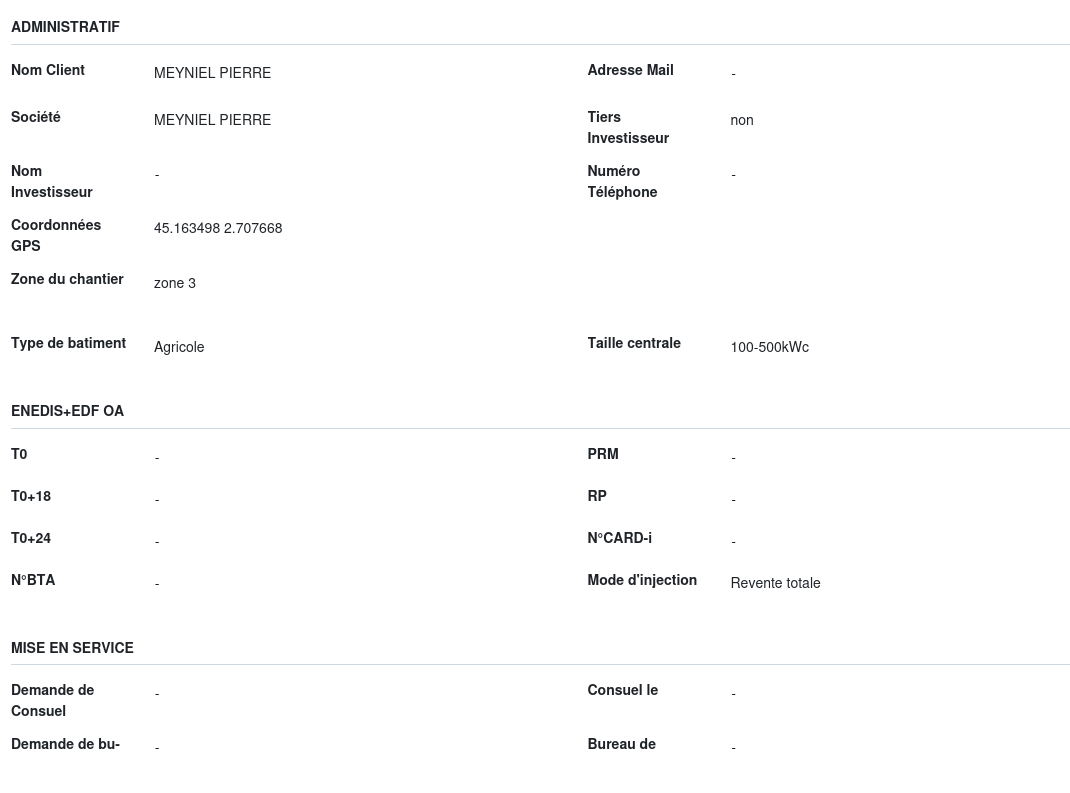 ADMINISTRATIF
Nom Client MEYNIEL PIERRE Adresse Mail -
Société MEYNIEL PIERRE Tiers
Investisseur non
Nom
Investisseur - Numéro
Téléphone -
Coordonnées
GPS 45.163498 2.707668
Zone du chantier zone 3
Type de batiment Agricole Taille centrale 100-500kWc
ENEDIS+EDF OA
T0 - PRM -
T0+18 - RP -
T0+24 - N°CARD-i -
N°BTA - Mode d'injection Revente totale
MISE EN SERVICE
Demande de
Consuel - Consuel le -
Demande de bu- - Bureau de -